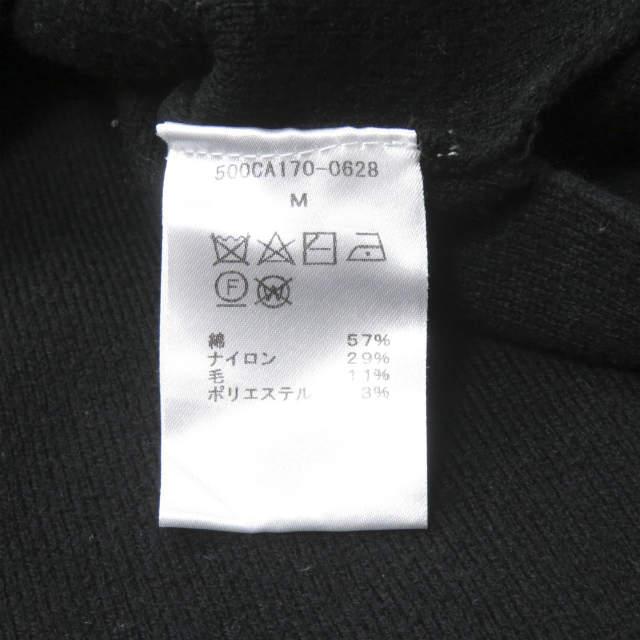 500CA170-0628
M
F W
綿 57%
ナイロン 29%
毛 11%
ポリエステル 3%